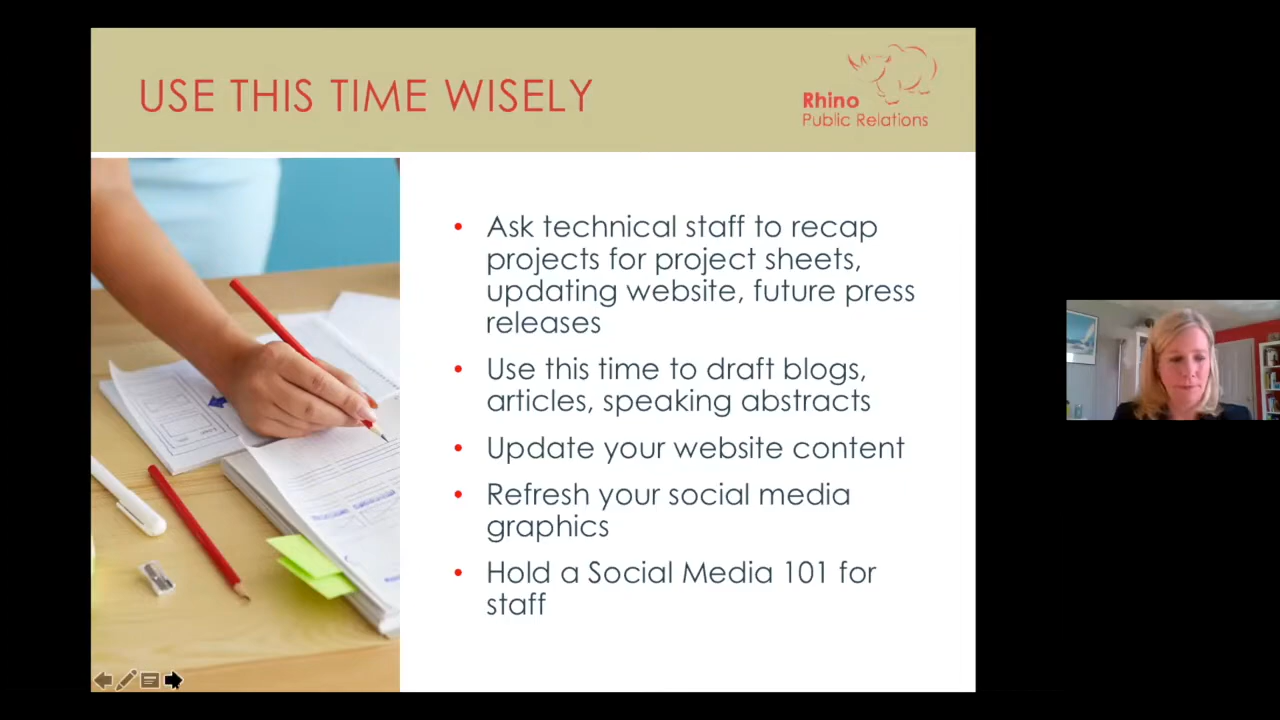 USE THIS TIME WISELY
Rhino
Public Relations
• Ask technical staff to recap
projects for project sheets,
updating website, future press
releases
• Use this time to draft blogs,
articles, speaking abstracts
• Update your website content
• Refresh your social media
graphics
• Hold a Social Media 101 for
staff